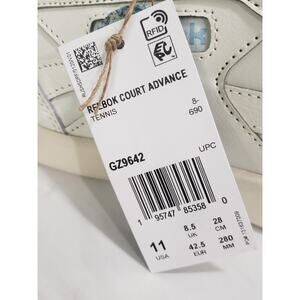 RFID
REEBOK COURT ADVANCE
TENNIS
8-
690
GZ9642
UPC
1 95747 85358 0
11 8.5 28
USA UK CM
42.5 280
EUR MM